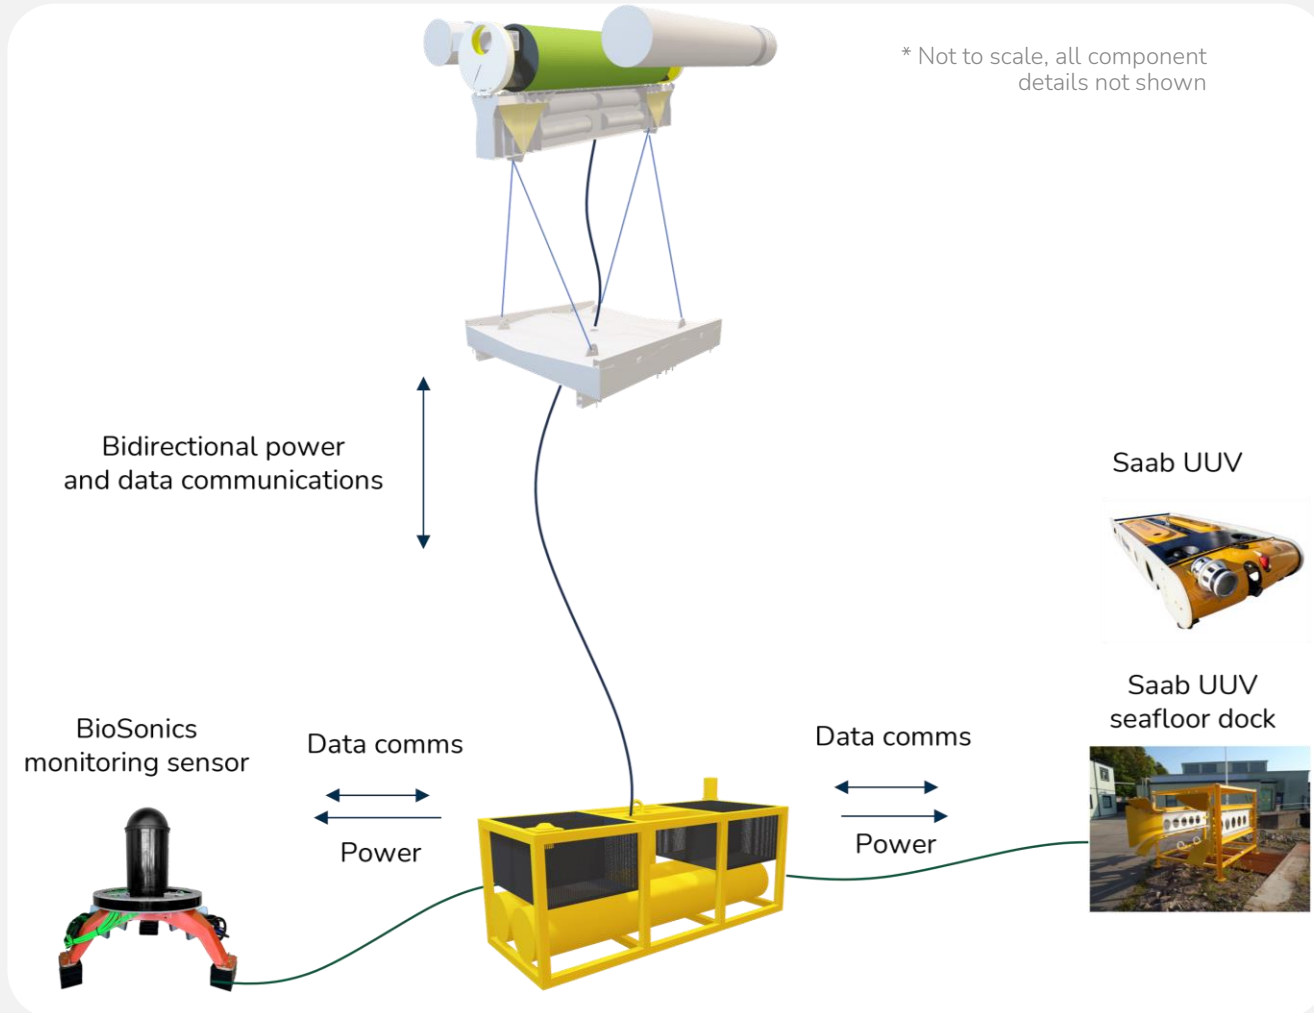 * Not to scale, all component
details not shown
Bidirectional power
and data communications
Saab UUV
Saab UUV
seafloor dock
BioSonics
monitoring sensor
Data comms
Power
Data comms
Power